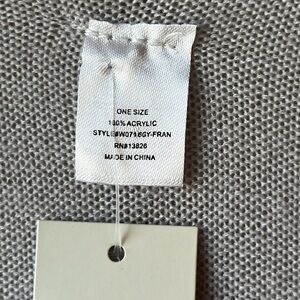 ONE SIZE
100% ACRYLIC
STYLE#W0716GY-FRAN
RN#13826
MADE IN CHINA